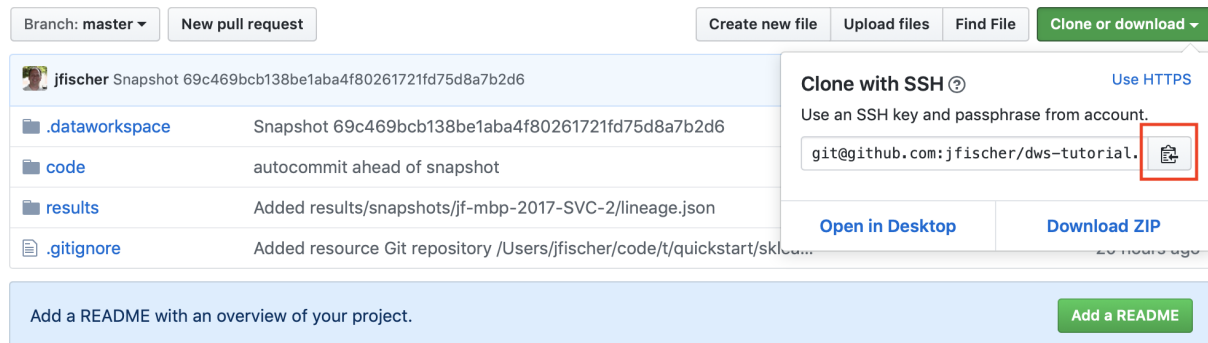 Branch: master
New pull request
Create new file
Upload files
Find File
Clone or download
jfischer Snapshot 69c469bcb138be1aba4f80261721fd75d8a7b2d6
Clone with SSH ?
Use HTTPS
Use an SSH key and passphrase from account.
git@github.com:jfischer/dws-tutorial.
Open in Desktop
Download ZIP
.dataworkspace Snapshot 69c469bcb138be1aba4f80261721fd75d8a7b2d6
code autocommit ahead of snapshot
results Added results/snapshots/jf-mbp-2017-SVC-2/lineage.json
.gitignore Added resource Git repository /Users/jfischer/code/t/quickstart/sklea... 20 hours ago
Add a README with an overview of your project.
Add a README